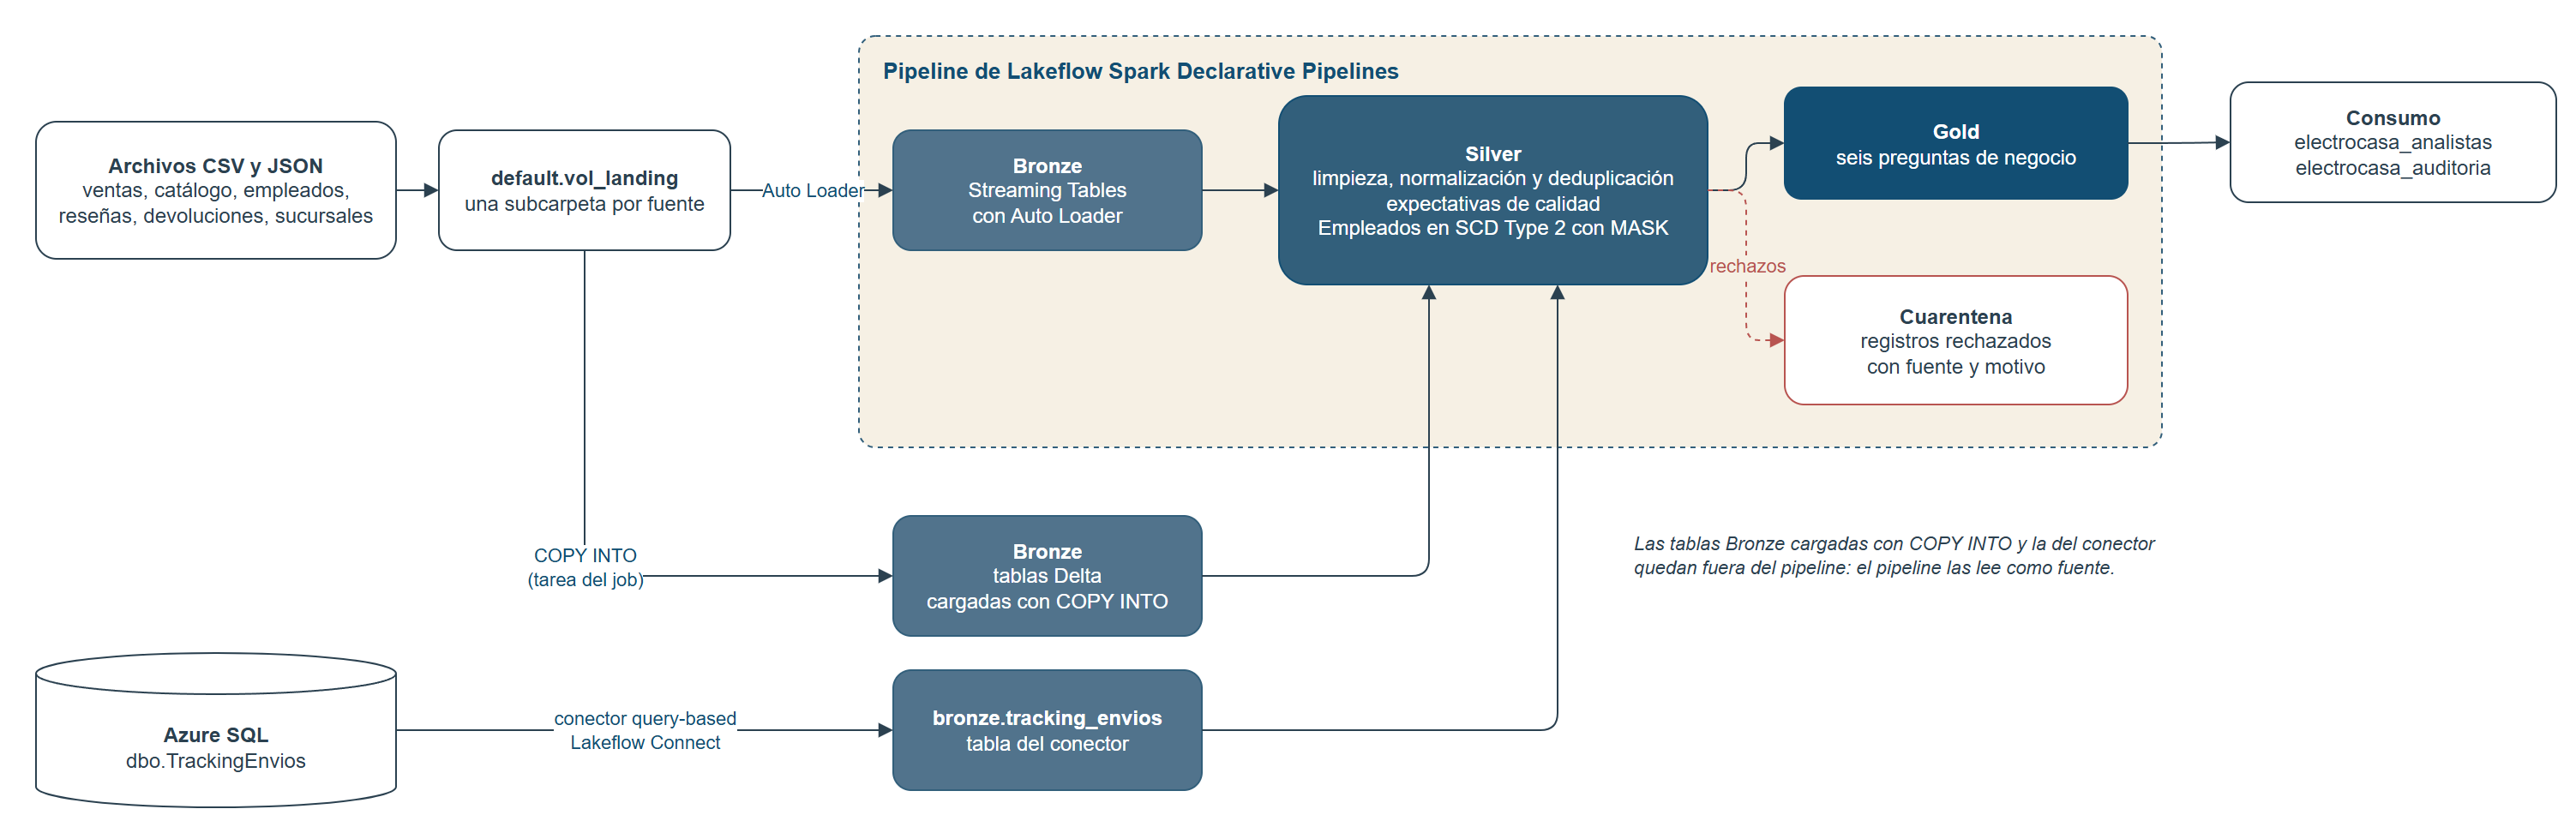 Pipeline de Lakeflow Spark Declarative Pipelines
Archivos CSV y JSON
ventas, catálogo, empleados,
reseñas, devoluciones, sucursales
default.vol_landing
una subcarpeta por fuente
Auto Loader
Bronze
Streaming Tables
con Auto Loader
Silver
limpieza, normalización y deduplicación
expectativas de calidad
Empleados en SCD Type 2 con MASK
Gold
seis preguntas de negocio
Consumo
electrocasa_analistas
electrocasa_auditoria
rechazos
Cuarentena
registros rechazados
con fuente y motivo
COPY INTO
(tarea del job)
Bronze
tablas Delta
cargadas con COPY INTO
Las tablas Bronze cargadas con COPY INTO y la del conector
quedan fuera del pipeline: el pipeline las lee como fuente.
Azure SQL
dbo.TrackingEnvios
conector query-based
Lakeflow Connect
bronze.tracking_envios
tabla del conector